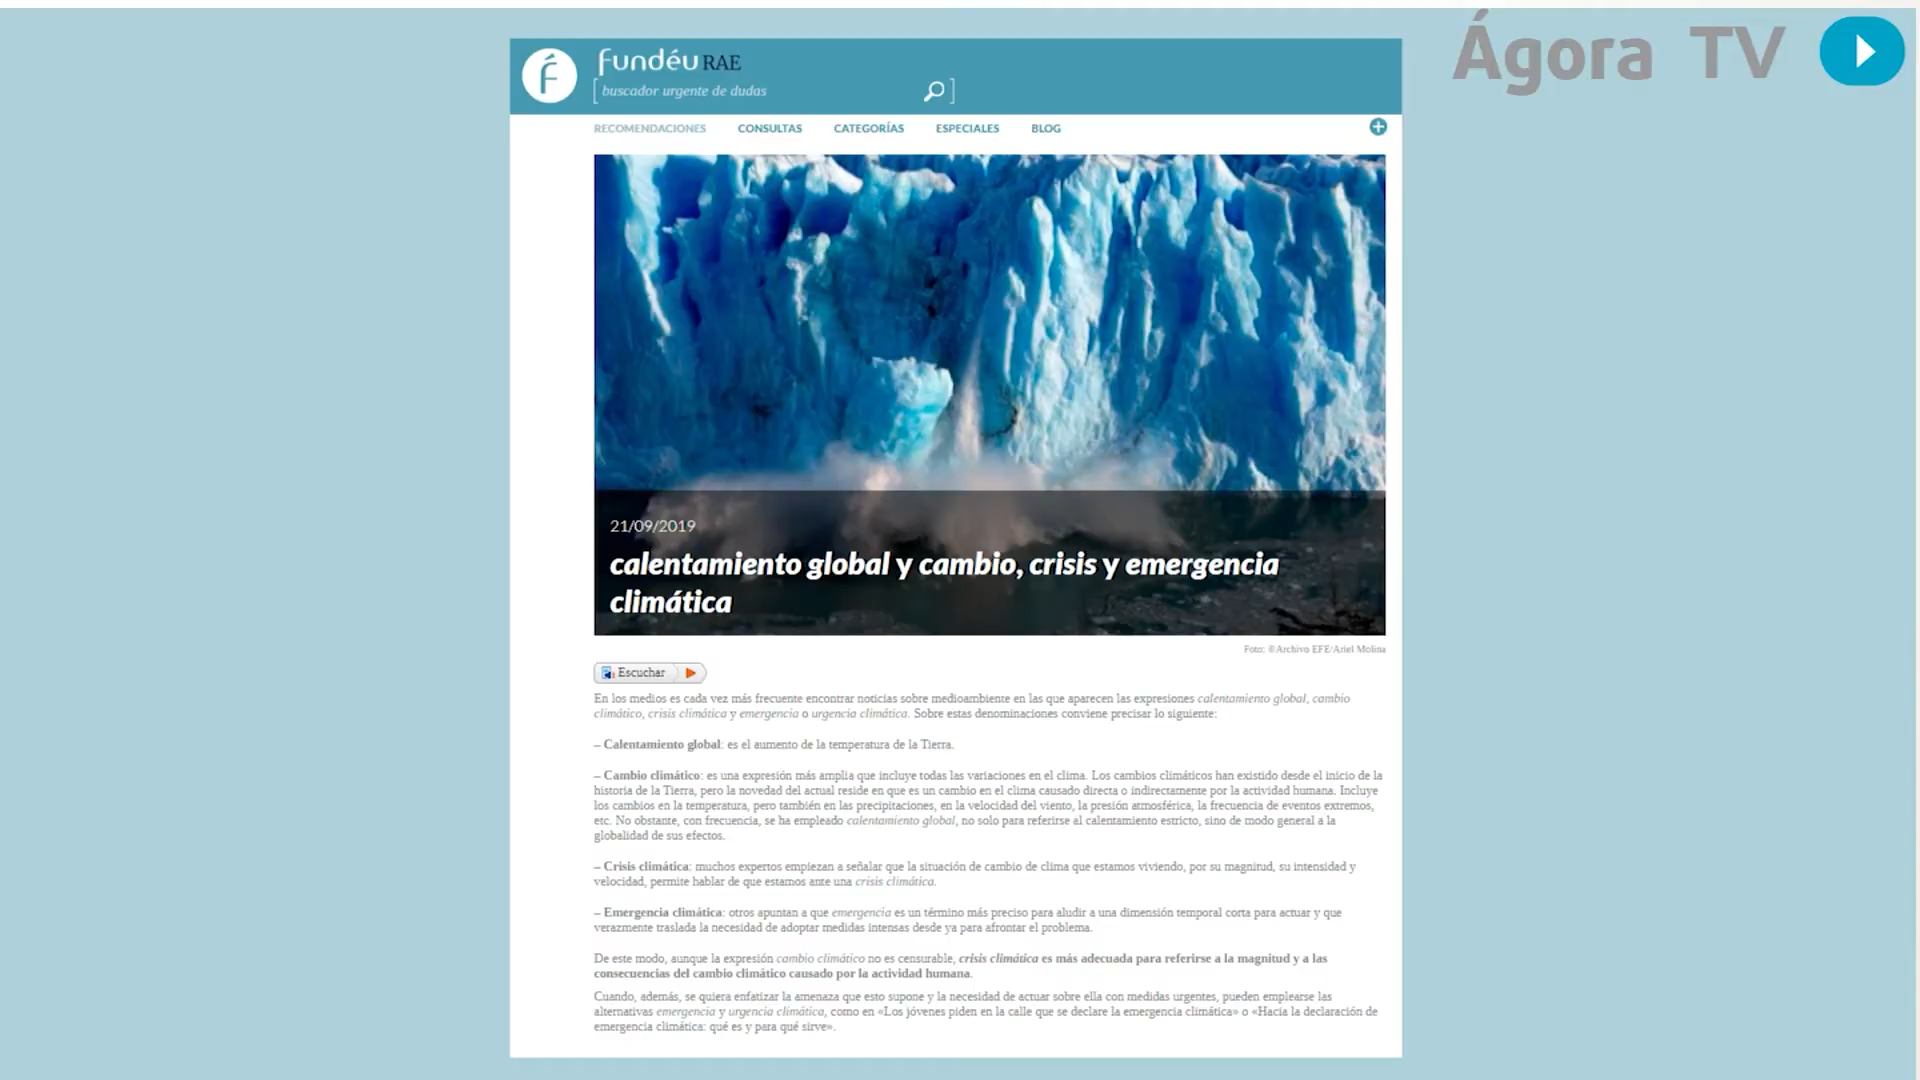 Ágora TV
fundéu RAE
[ buscador urgente de dudas ]
RECOMENDACIONES CONSULTAS CATEGORÍAS ESPECIALES BLOG
21/09/2019
calentamiento global y cambio, crisis y emergencia
climática
Foto: ©Archivo EFE/Ariel Molina
Escuchar
En los medios es cada vez más frecuente encontrar noticias sobre medioambiente en las que aparecen las expresiones calentamiento global, cambio
climático, crisis climática y emergencia o urgencia climática. Sobre estas denominaciones conviene precisar lo siguiente:
– Calentamiento global: es el aumento de la temperatura de la Tierra.
– Cambio climático: es una expresión más amplia que incluye todas las variaciones en el clima. Los cambios climáticos han existido desde el inicio de la
historia de la Tierra, pero la novedad del actual reside en que es un cambio en el clima causado directa o indirectamente por la actividad humana. Incluye
los cambios en la temperatura, pero también en las precipitaciones, en la velocidad del viento, la presión atmosférica, la frecuencia de eventos extremos,
etc. No obstante, con frecuencia, se ha empleado calentamiento global, no solo para referirse al calentamiento estricto, sino de modo general a la
globalidad de sus efectos.
– Crisis climática: muchos expertos empiezan a señalar que la situación de cambio de clima que estamos viviendo, por su magnitud, su intensidad y
velocidad, permite hablar de que estamos ante una crisis climática.
– Emergencia climática: otros apuntan a que emergencia es un término más preciso para aludir a una dimensión temporal corta para actuar y que
verazmente traslada la necesidad de adoptar medidas intensas desde ya para afrontar el problema.
De este modo, aunque la expresión cambio climático no es censurable, crisis climática es más adecuada para referirse a la magnitud y a las
consecuencias del cambio climático causado por la actividad humana.
Cuando, además, se quiera enfatizar la amenaza que esto supone y la necesidad de actuar sobre ella con medidas urgentes, pueden emplearse las
alternativas emergencia y urgencia climática, como en «Los jóvenes piden en la calle que se declare la emergencia climática» o «Hacia la declaración de
emergencia climática: qué es y para qué sirve».